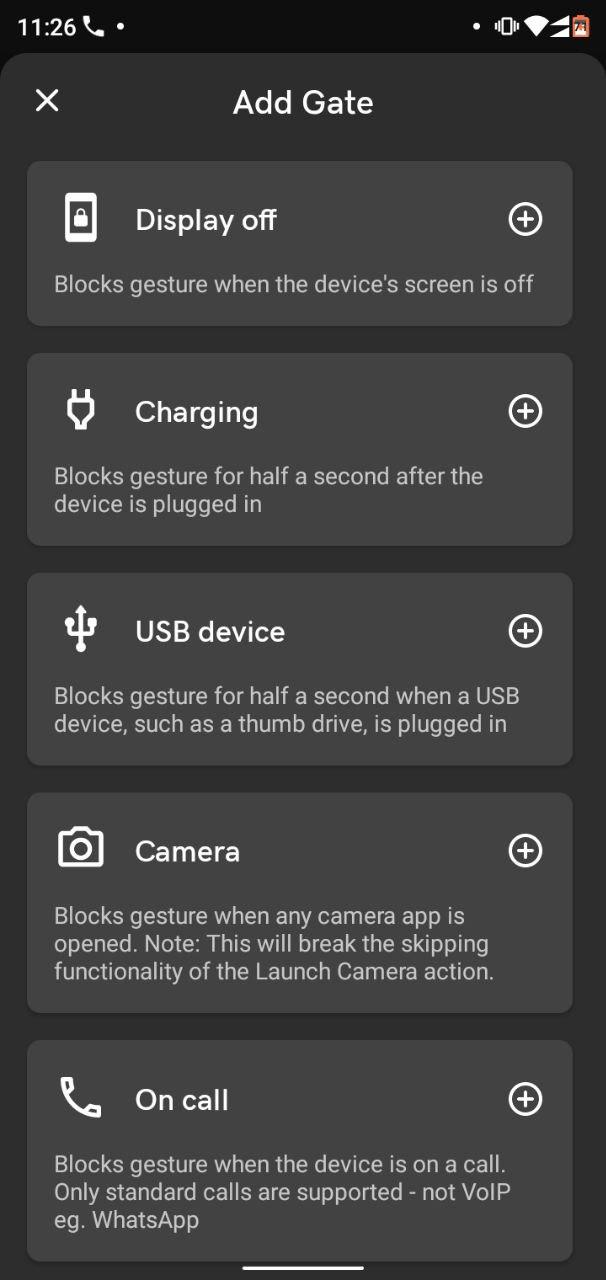 11:26
Add Gate
Display off
Blocks gesture when the device's screen is off
Charging
Blocks gesture for half a second after the
device is plugged in
USB device
Blocks gesture for half a second when a USB
device, such as a thumb drive, is plugged in
Camera
Blocks gesture when any camera app is
opened. Note: This will break the skipping
functionality of the Launch Camera action.
On call
Blocks gesture when the device is on a call.
Only standard calls are supported - not VoIP
eg. WhatsApp